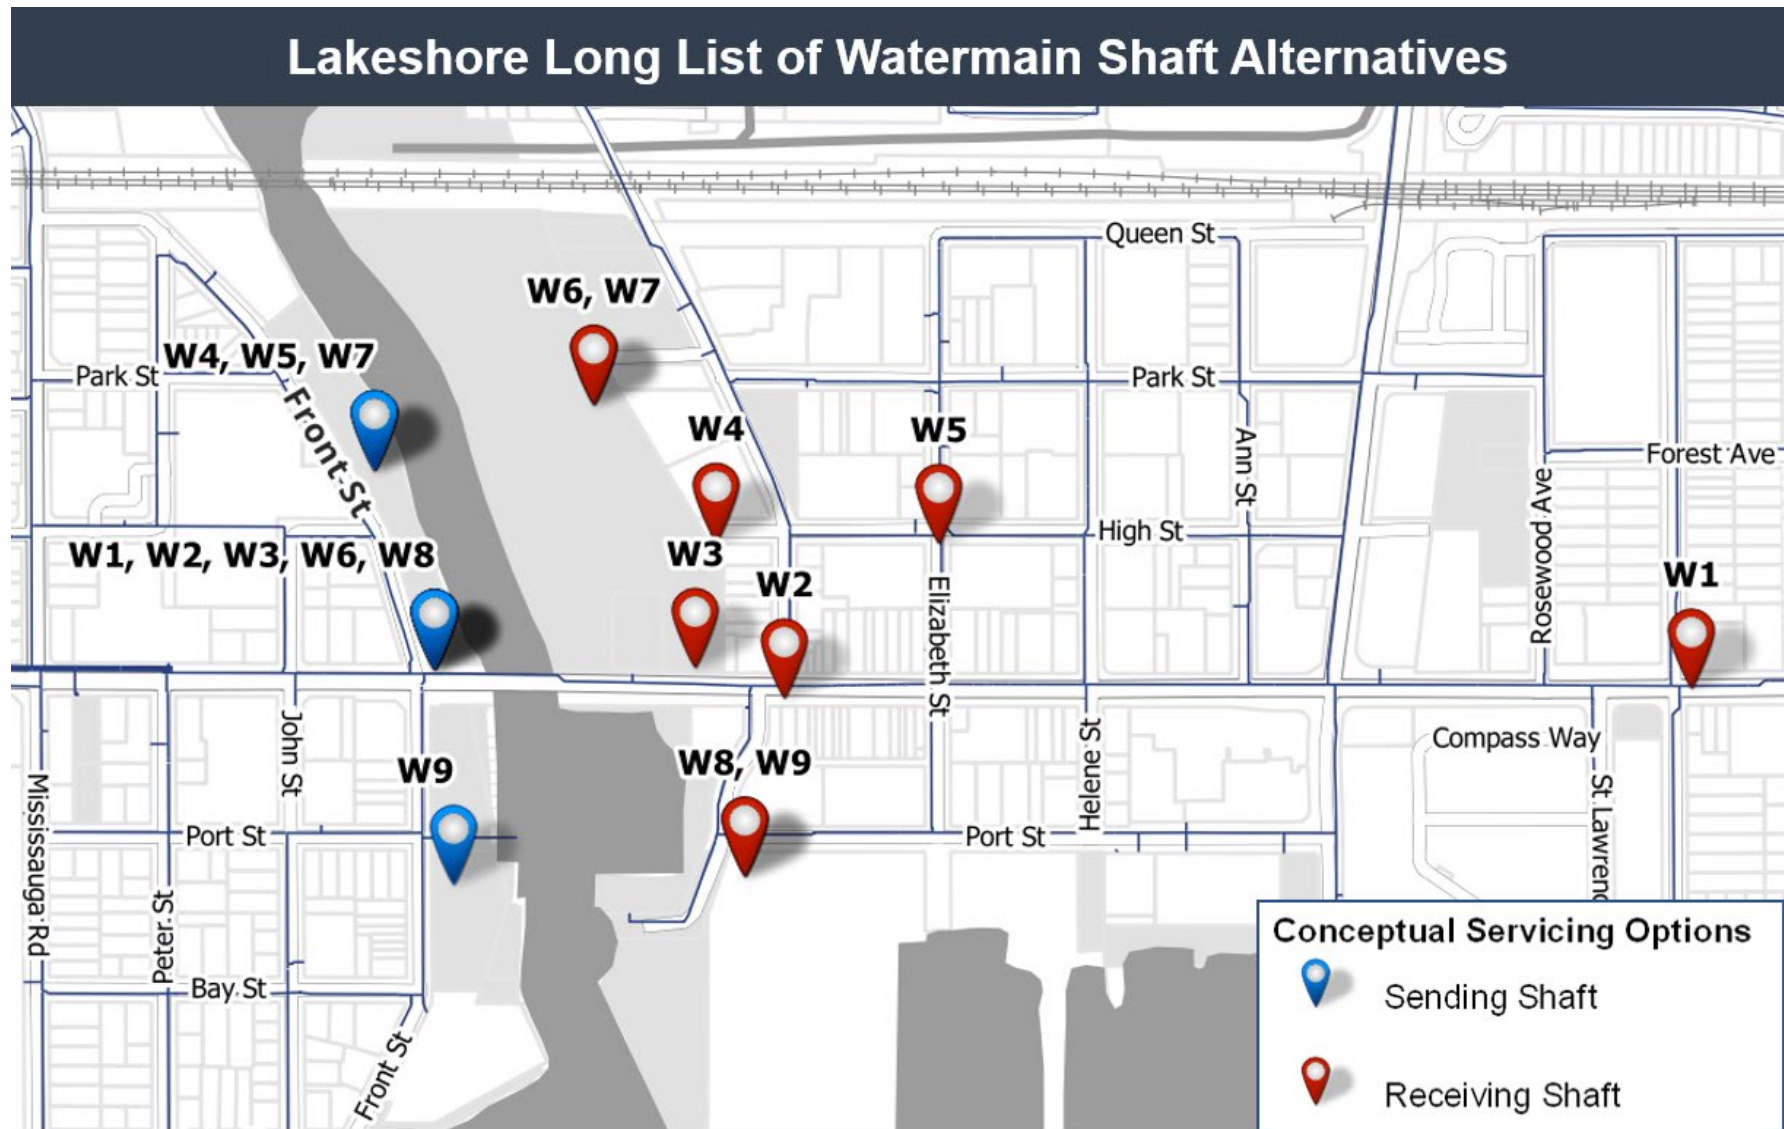 Lakeshore Long List of Watermain Shaft Alternatives
Queen St
W6, W7
W4, W5, W7
Park St
Park St
Front St
W4
W5
Ann St
Forest Ave
Rosewood Ave
High St
W1, W2, W3, W6, W8
W3
W2
W1
Elizabeth St
John St
Helene St
Compass Way
W9
W8, W9
Mississauga Rd
St Lawrenc
Port St
Port St
Peter St
Bay St
Front St
Conceptual Servicing Options
Sending Shaft
Receiving Shaft